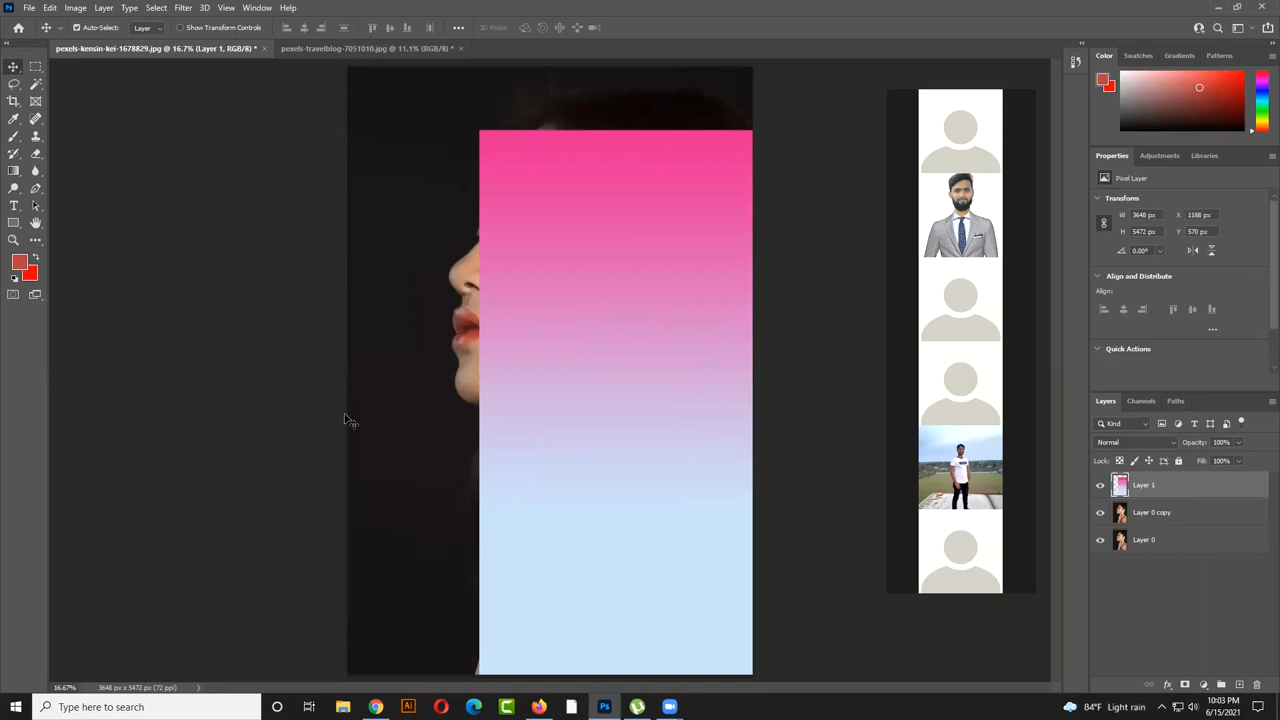 Ps File Edit Image Layer Type Select Filter 3D View Window Help
Auto-Select: Layer Show Transform Controls 3D Mode:
pexels-kensin-kei-1678829.jpg @ 16.7% (Layer 1, RGB/8) * × pexels-travelblog-7051010.jpg @ 11.1% (RGB/8) * ×
Color Swatches Gradients Patterns
Properties Adjustments Libraries
Pixel Layer
Transform
W 3648 px X 1188 px
H 5472 px Y 570 px
0.00°
Align and Distribute
Align:
Quick Actions
Layers Channels Paths
Kind
Normal Opacity: 100%
Lock: Fill: 100%
Layer 1
Layer 0 copy
Layer 0
fx
16.67% 3648 px x 5472 px (72 ppi)
Type here to search
Ai
Ps
84°F Light rain
10:03 PM
6/15/2021